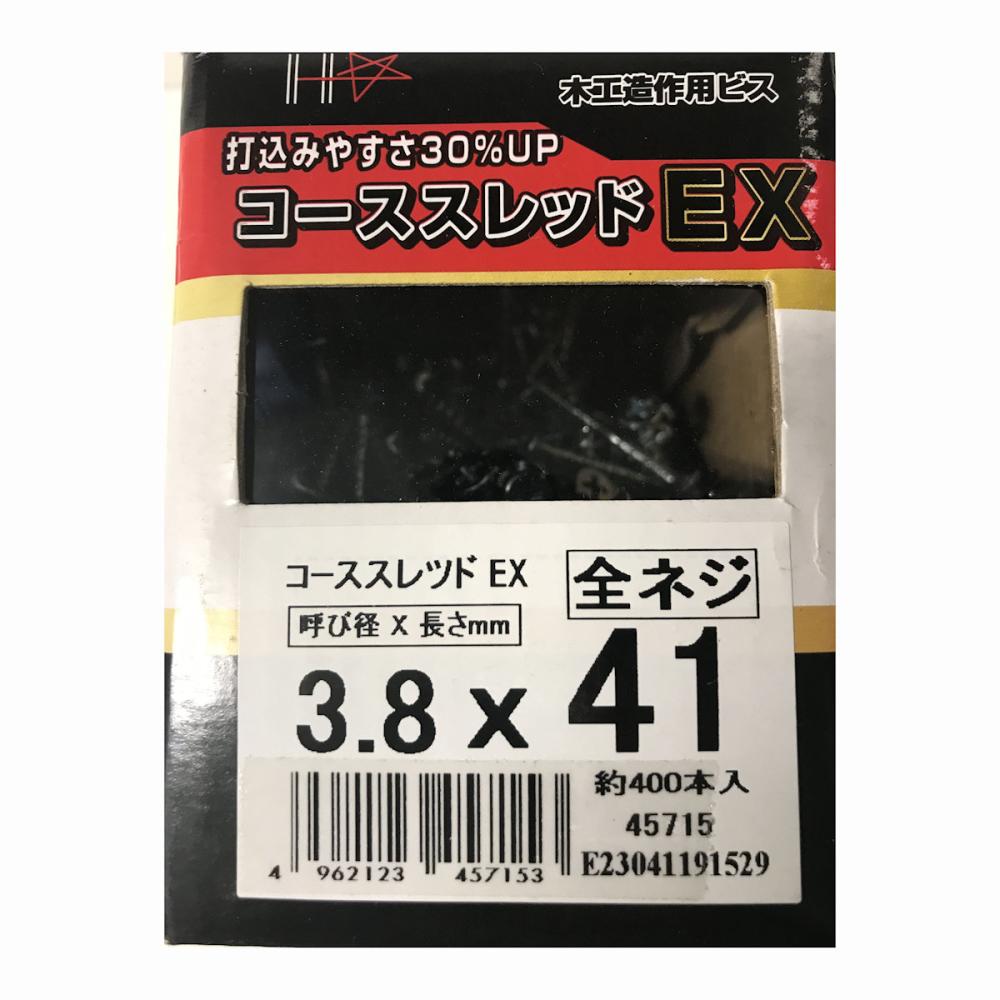 木工造作用ビス
打込みやすさ30%UP
コーススレッドEX
コーススレツド EX
全ネジ
呼び径 X 長さmm
3.8 x 41
約400本入
45715
4 962123 457153
E23041191529